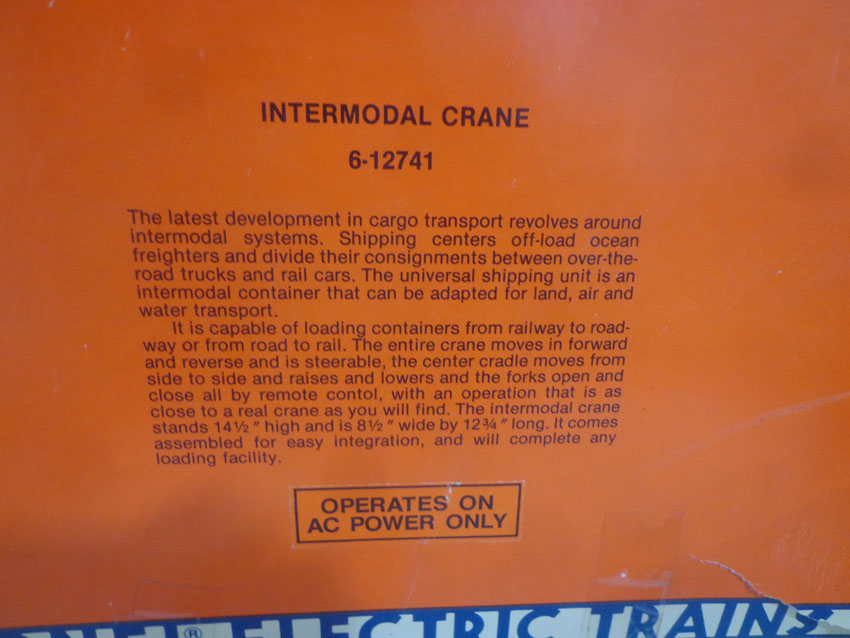 INTERMODAL CRANE
6-12741
The latest development in cargo transport revolves around
intermodal systems. Shipping centers off-load ocean
freighters and divide their consignments between over-the-
road trucks and rail cars. The universal shipping unit is an
intermodal container that can be adapted for land, air and
water transport.
It is capable of loading containers from railway to road-
way or from road to rail. The entire crane moves in forward
and reverse and is steerable, the center cradle moves from
side to side and raises and lowers and the forks open and
close all by remote contol, with an operation that is as
close to a real crane as you will find. The intermodal crane
stands 14½" high and is 8½" wide by 12¾" long. It comes
assembled for easy integration, and will complete any
loading facility.
OPERATES ON
AC POWER ONLY
® ELECTRIC TRAINS